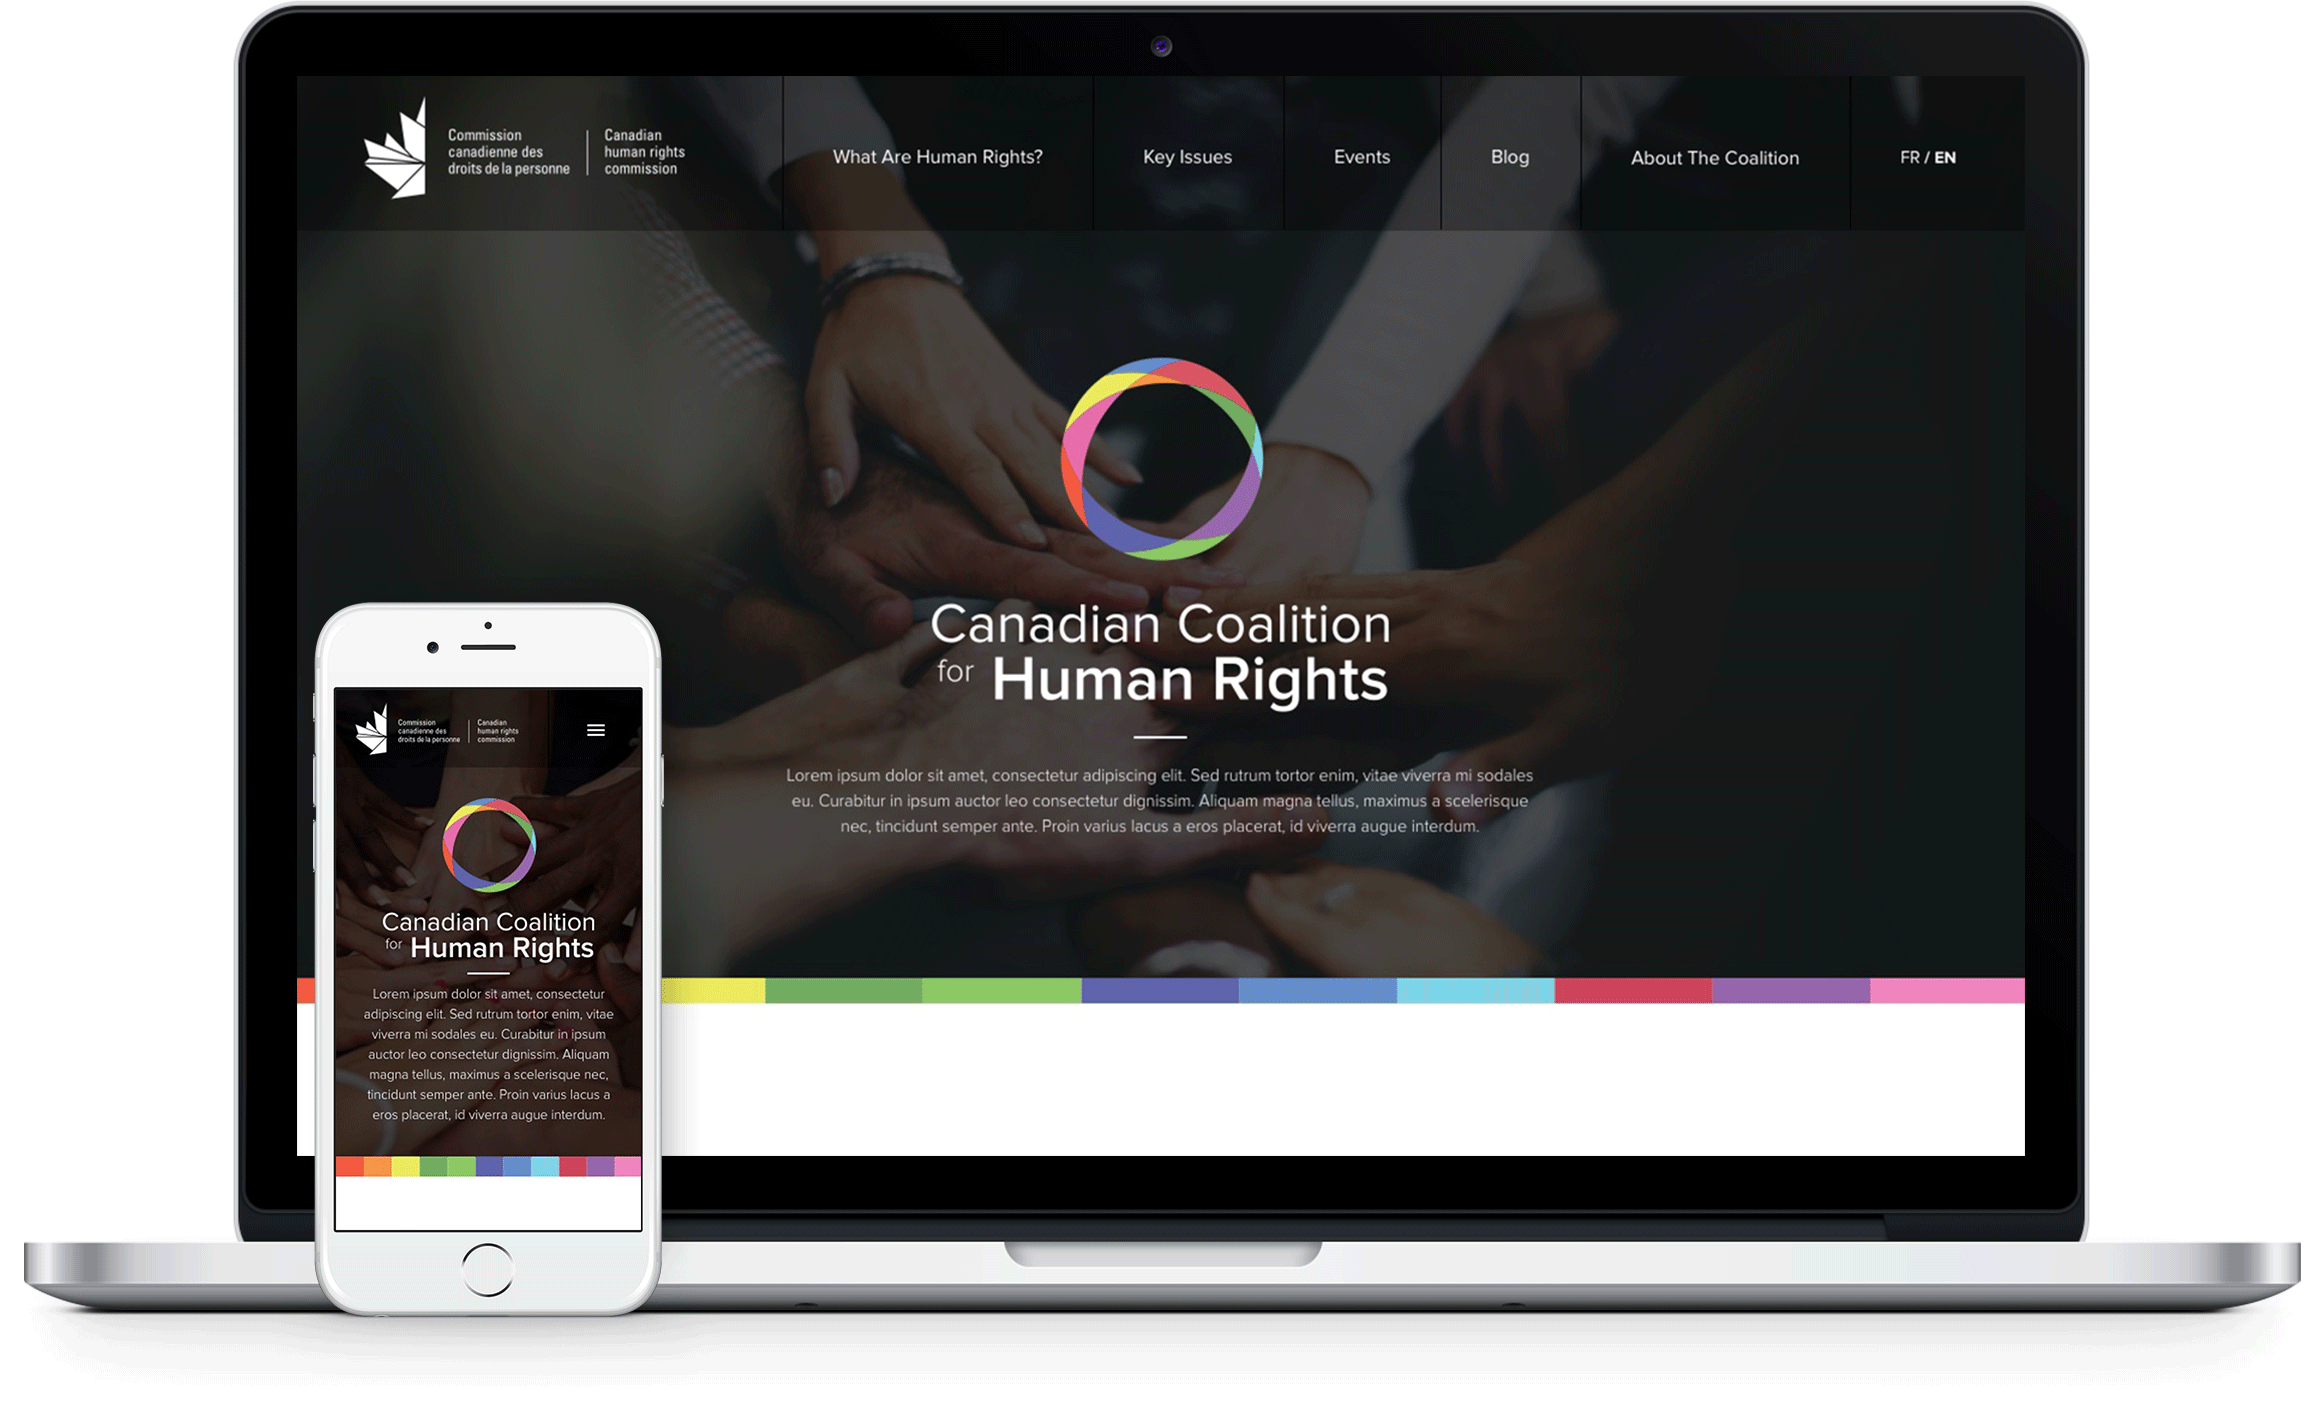 Commission
canadienne des
droits de la personne
Canadian
human rights
commission
What Are Human Rights?
Key Issues
Events
Blog
About The Coalition
FR / EN
Canadian Coalition
for Human Rights
Lorem ipsum dolor sit amet, consectetur adipiscing elit. Sed rutrum tortor enim, vitae viverra mi sodales
eu. Curabitur in ipsum auctor leo consectetur dignissim. Aliquam magna tellus, maximus a scelerisque
nec, tincidunt semper ante. Proin varius lacus a eros placerat, id viverra augue interdum.
Commission
canadienne des
droits de la personne
Canadian
human rights
commission
Canadian Coalition
for Human Rights
Lorem ipsum dolor sit amet, consectetur
adipiscing elit. Sed rutrum tortor enim, vitae
viverra mi sodales eu. Curabitur in ipsum
auctor leo consectetur dignissim. Aliquam
magna tellus, maximus a scelerisque nec,
tincidunt semper ante. Proin varius lacus a
eros placerat, id viverra augue interdum.